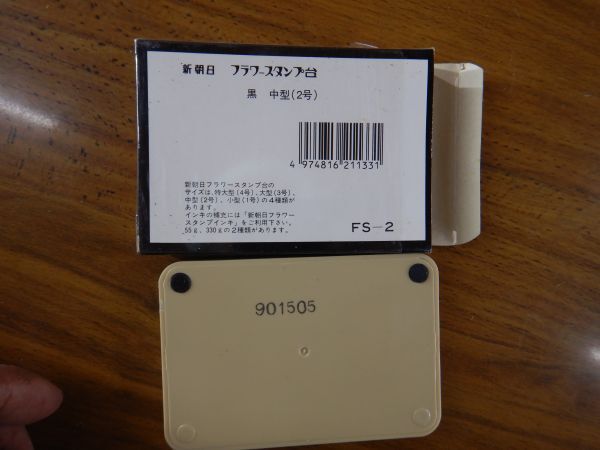 新朝日 フラワースタンプ台
黒 中型(2号)
4 974816 211331
新朝日フラワースタンプ台の
サイズは、特大型(4号)、大型(3号)、
中型(2号)、小型(1号)の4種類が
あります。
インキの補充には「新朝日フラワー
スタンプインキ」をご利用下さい。
55g、330gの2種類があります。
FS-2
901505